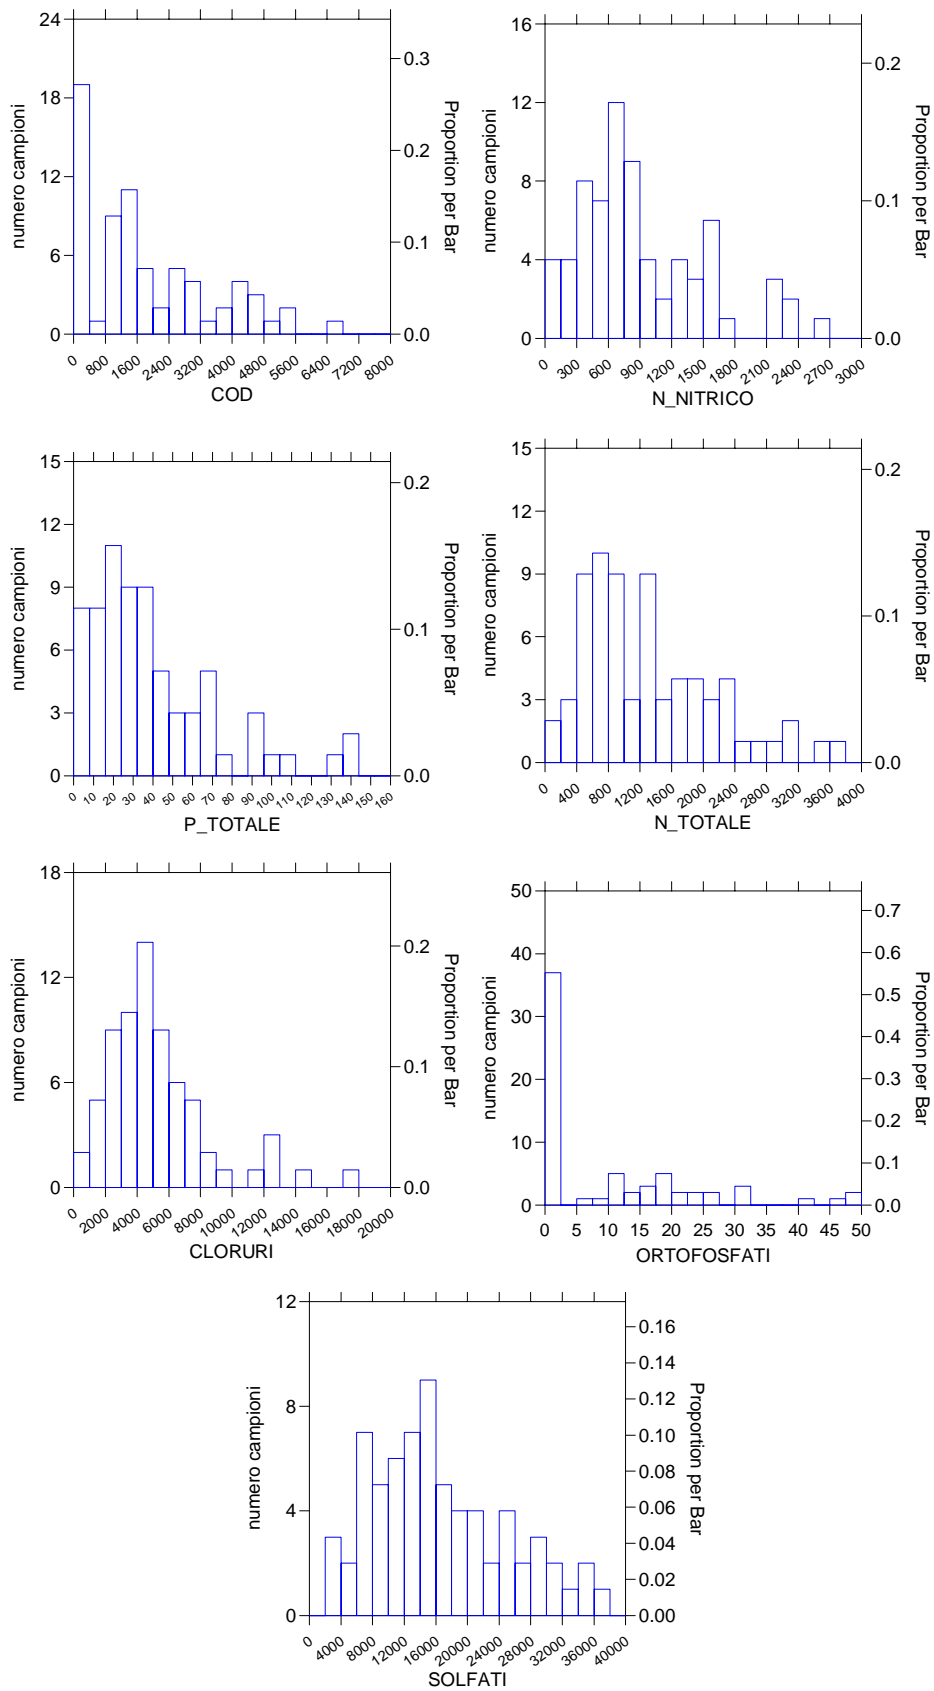 24
18
12
6
0
numero campioni
0.3
0.2
0.1
0.0
Proportion per Bar
0 800 1600 2400 3200 4000 4800 5600 6400 7200 8000
COD
16
12
8
4
0
numero campioni
0.2
0.1
0.0
Proportion per Bar
0 300 600 900 1200 1500 1800 2100 2400 2700 3000
N_NITRICO
15
12
9
6
3
0
numero campioni
0.2
0.1
0.0
Proportion per Bar
0 10 20 30 40 50 60 70 80 90 100 110 120 130 140 150 160
P_TOTALE
15
12
9
6
3
0
numero campioni
0.2
0.1
0.0
Proportion per Bar
0 400 800 1200 1600 2000 2400 2800 3200 3600 4000
N_TOTALE
18
12
6
0
numero campioni
0.2
0.1
0.0
Proportion per Bar
0 2000 4000 6000 8000 10000 12000 14000 16000 18000 20000
CLORURI
50
40
30
20
10
0
numero campioni
0.7
0.6
0.5
0.4
0.3
0.2
0.1
0.0
Proportion per Bar
0 5 10 15 20 25 30 35 40 45 50
ORTOFOSFATI
12
8
4
0
numero campioni
0.16
0.14
0.12
0.10
0.08
0.06
0.04
0.02
0.00
Proportion per Bar
0 4000 8000 12000 16000 20000 24000 28000 32000 36000 40000
SOLFATI